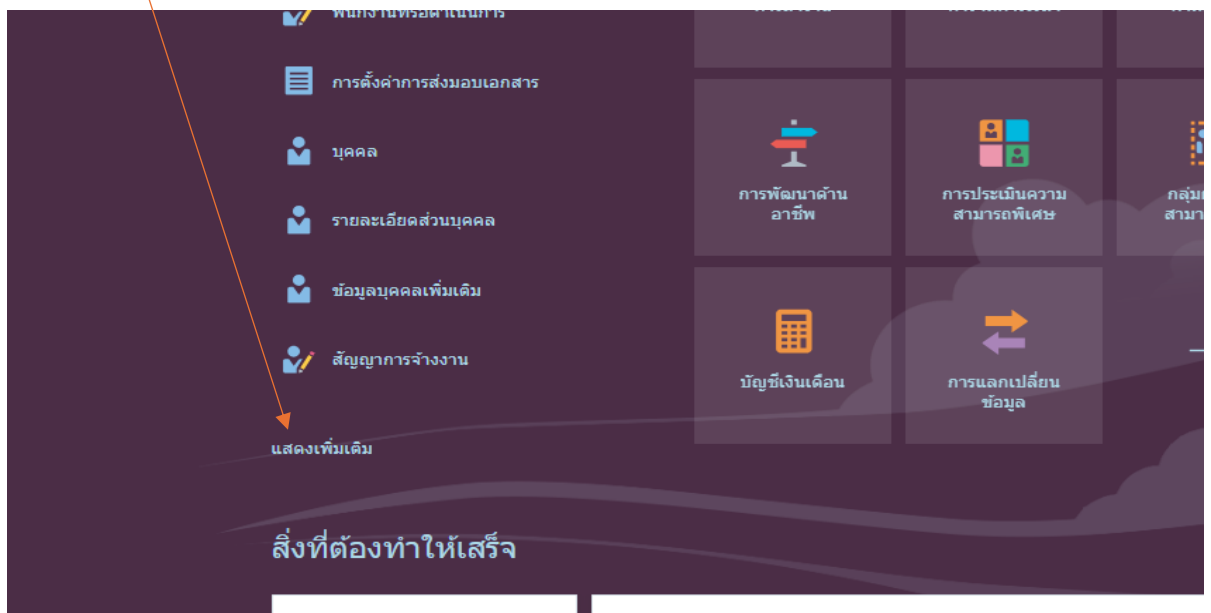 การตั้งค่าการส่งมอบเอกสาร
บุคคล
รายละเอียดส่วนบุคคล
ข้อมูลบุคคลเพิ่มเติม
สัญญาการจ้างงาน
แสดงเพิ่มเติม
การพัฒนาด้าน
อาชีพ
การประเมินความ
สามารถพิเศษ
บัญชีเงินเดือน
การแลกเปลี่ยน
ข้อมูล
สิ่งที่ต้องทำให้เสร็จ